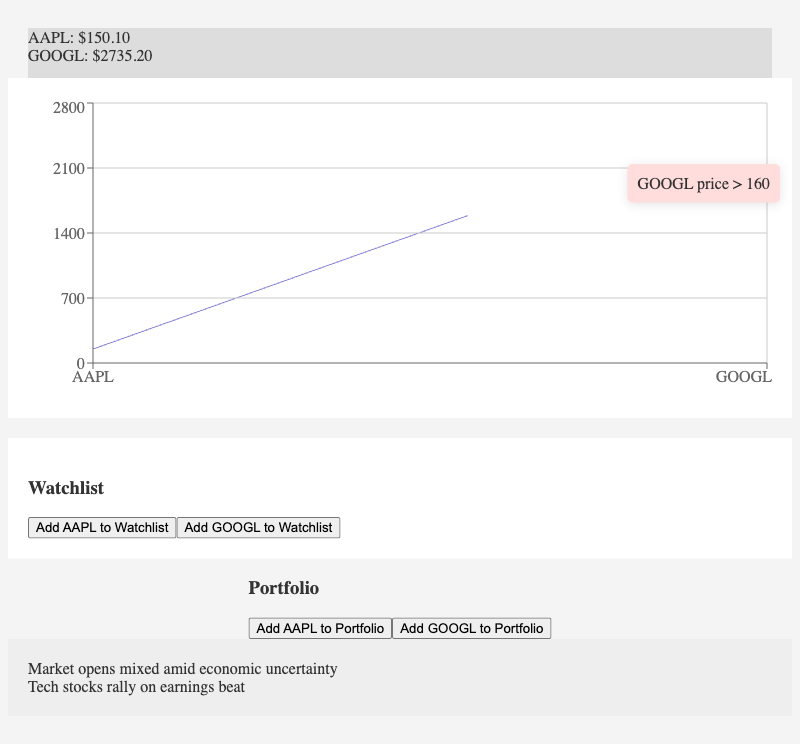 AAPL: $150.10
GOOGL: $2735.20
2800
2100
GOOGL price > 160
1400
700
0
AAPL GOOGL
Watchlist
Add AAPL to Watchlist Add GOOGL to Watchlist
Portfolio
Add AAPL to Portfolio Add GOOGL to Portfolio
Market opens mixed amid economic uncertainty
Tech stocks rally on earnings beat